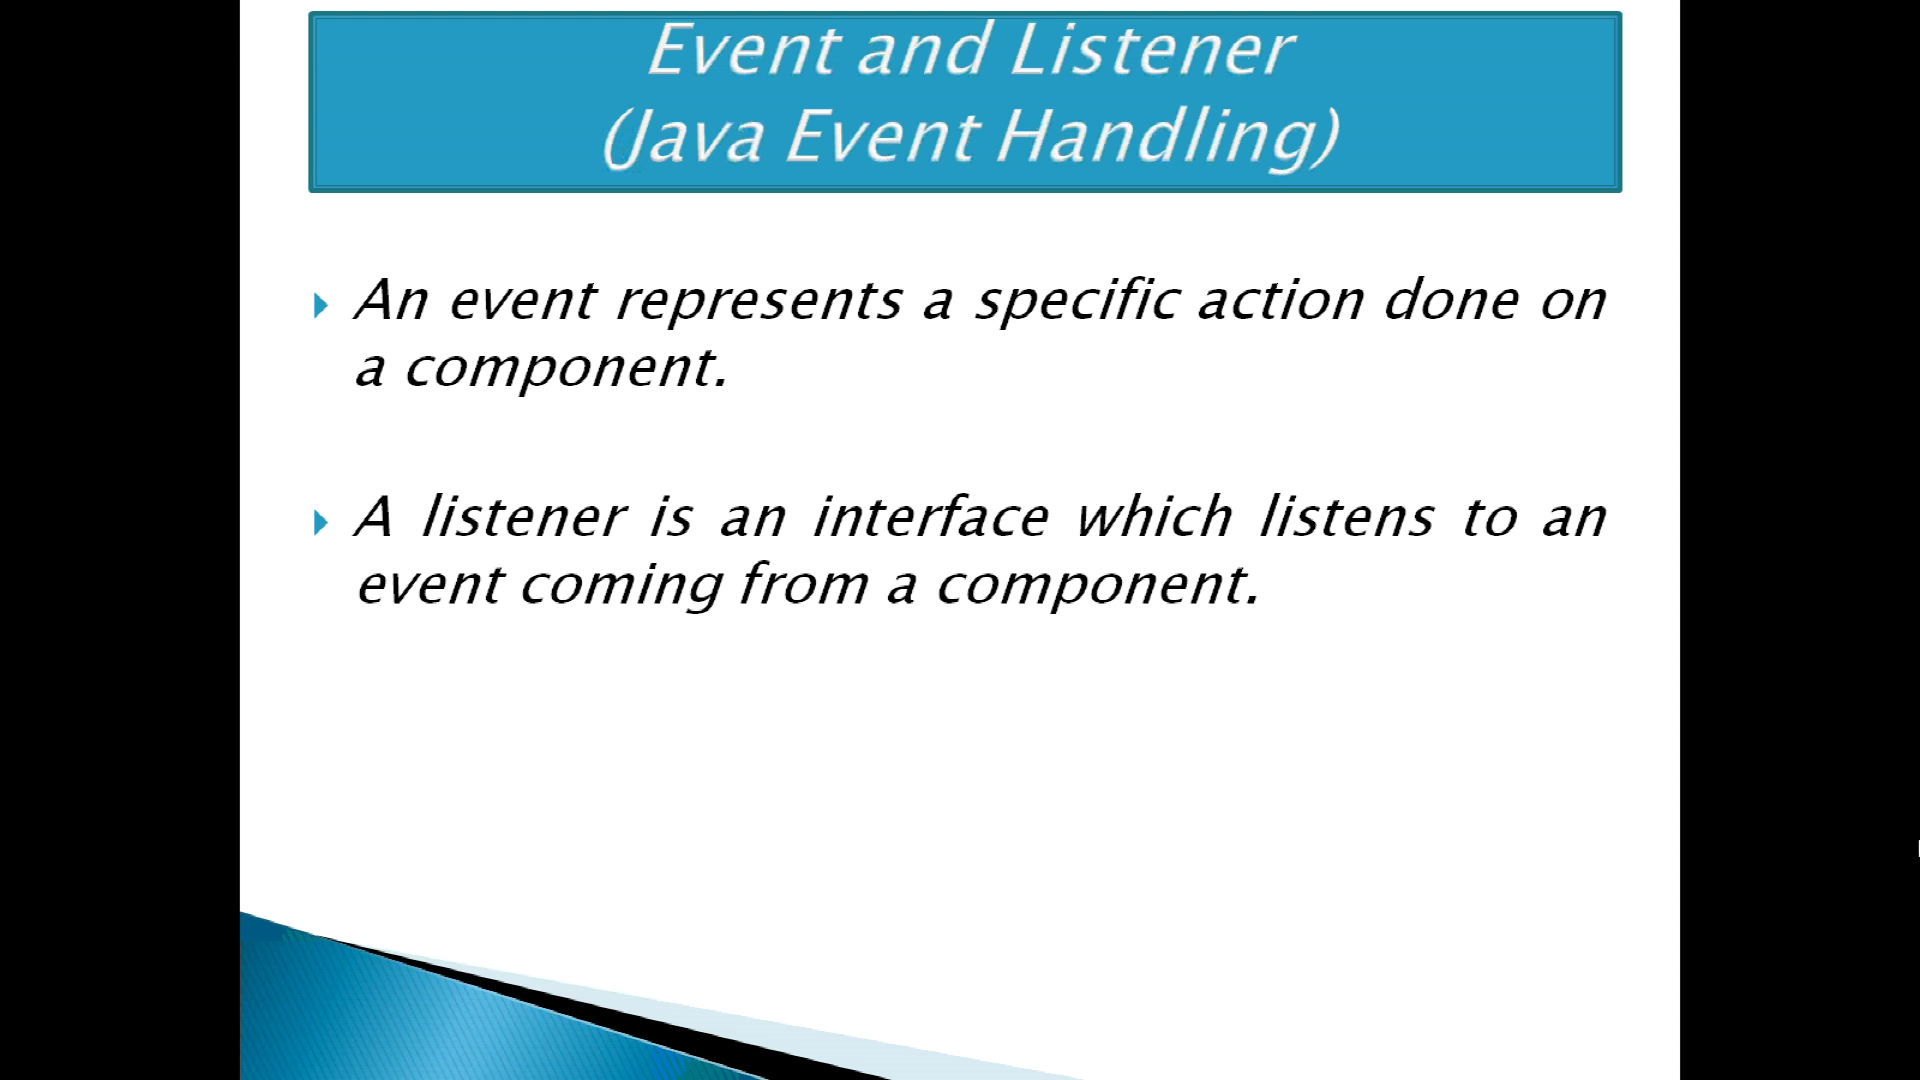 Event and Listener
(Java Event Handling)
An event represents a specific action done on
a component.
A listener is an interface which listens to an
event coming from a component.